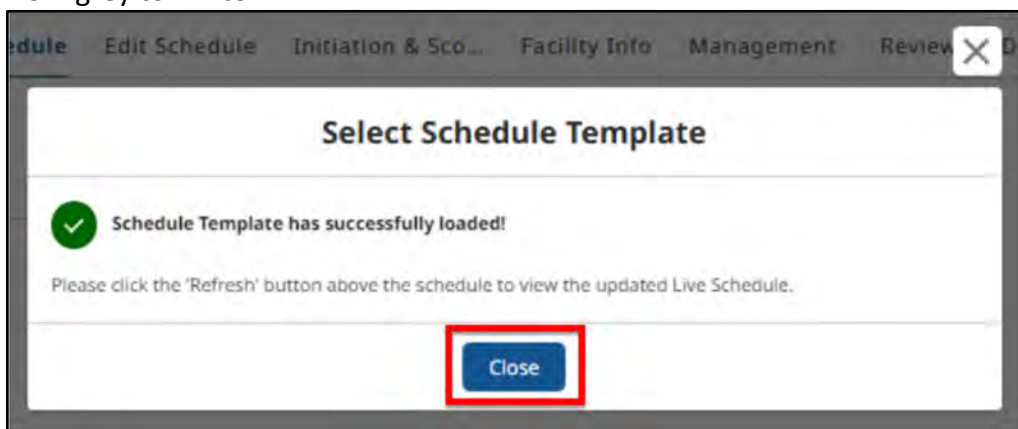 edule Edit Schedule Initiation & Sco... Facility Info Management Review
Select Schedule Template
Schedule Template has successfully loaded!
Please click the 'Refresh' button above the schedule to view the updated Live Schedule.
Close